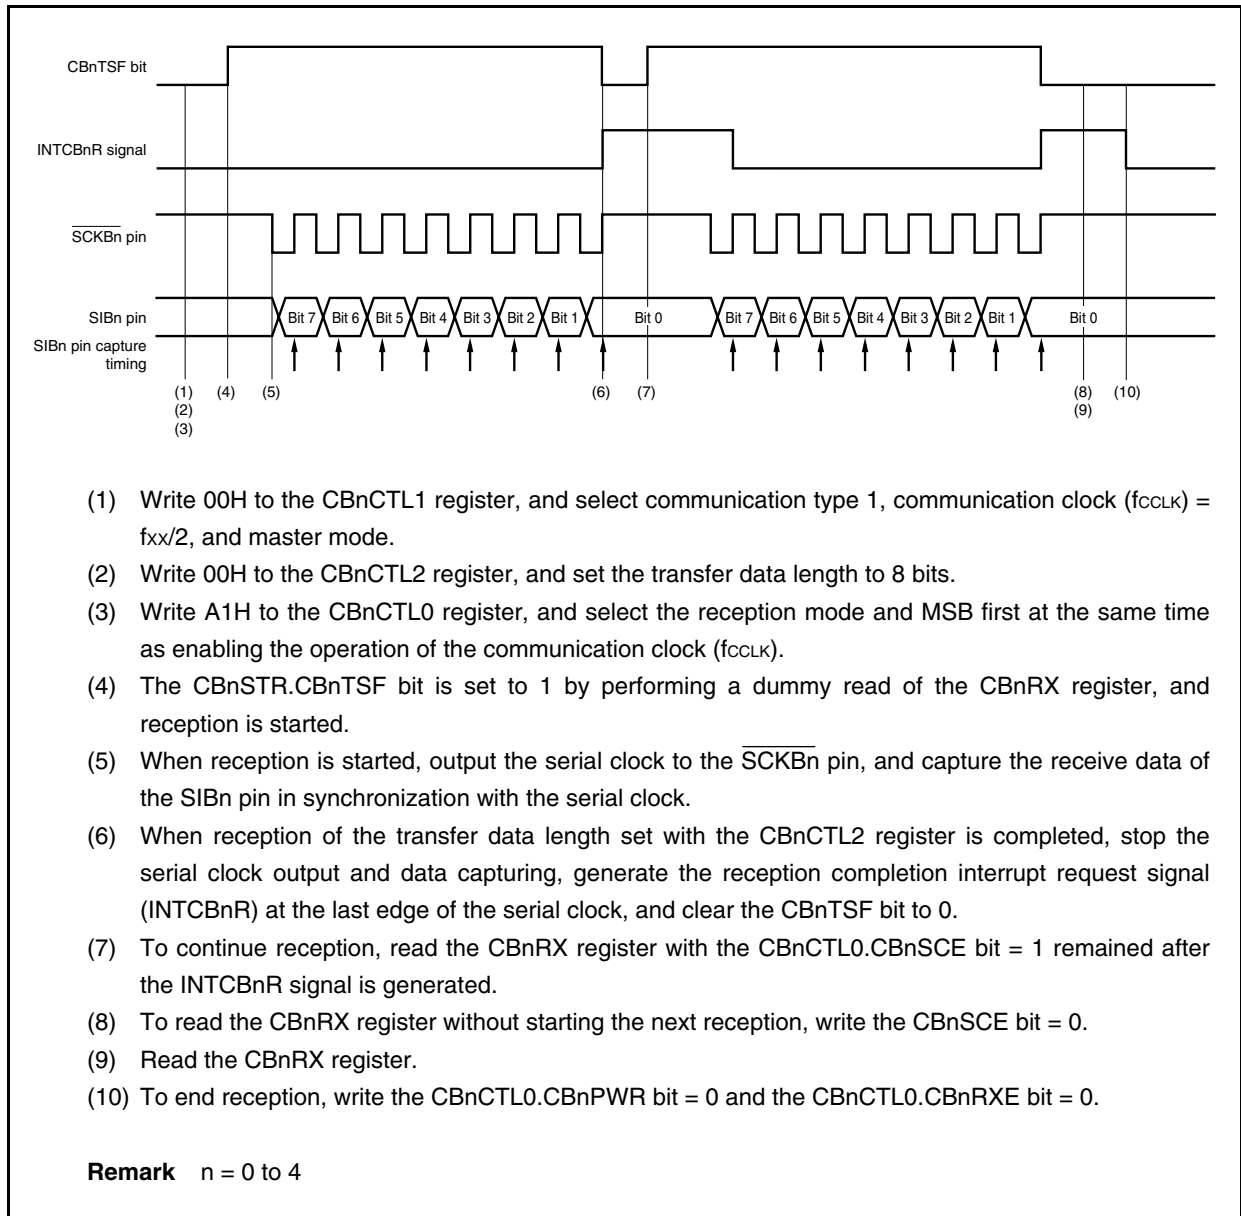 CBnTSF bit
INTCBnR signal
SCKBn pin
SIBn pin
Bit 7 Bit 6 Bit 5 Bit 4 Bit 3 Bit 2 Bit 1 Bit 0 Bit 7 Bit 6 Bit 5 Bit 4 Bit 3 Bit 2 Bit 1 Bit 0
SIBn pin capture
timing
(1) (4) (5) (6) (7) (8) (10)
(2) (9)
(3)
(1) Write 00H to the CBnCTL1 register, and select communication type 1, communication clock (fCCLK) =
fxx/2, and master mode.
(2) Write 00H to the CBnCTL2 register, and set the transfer data length to 8 bits.
(3) Write A1H to the CBnCTL0 register, and select the reception mode and MSB first at the same time
as enabling the operation of the communication clock (fCCLK).
(4) The CBnSTR.CBnTSF bit is set to 1 by performing a dummy read of the CBnRX register, and
reception is started.
(5) When reception is started, output the serial clock to the SCKBn pin, and capture the receive data of
the SIBn pin in synchronization with the serial clock.
(6) When reception of the transfer data length set with the CBnCTL2 register is completed, stop the
serial clock output and data capturing, generate the reception completion interrupt request signal
(INTCBnR) at the last edge of the serial clock, and clear the CBnTSF bit to 0.
(7) To continue reception, read the CBnRX register with the CBnCTL0.CBnSCE bit = 1 remained after
the INTCBnR signal is generated.
(8) To read the CBnRX register without starting the next reception, write the CBnSCE bit = 0.
(9) Read the CBnRX register.
(10) To end reception, write the CBnCTL0.CBnPWR bit = 0 and the CBnCTL0.CBnRXE bit = 0.
Remark n = 0 to 4